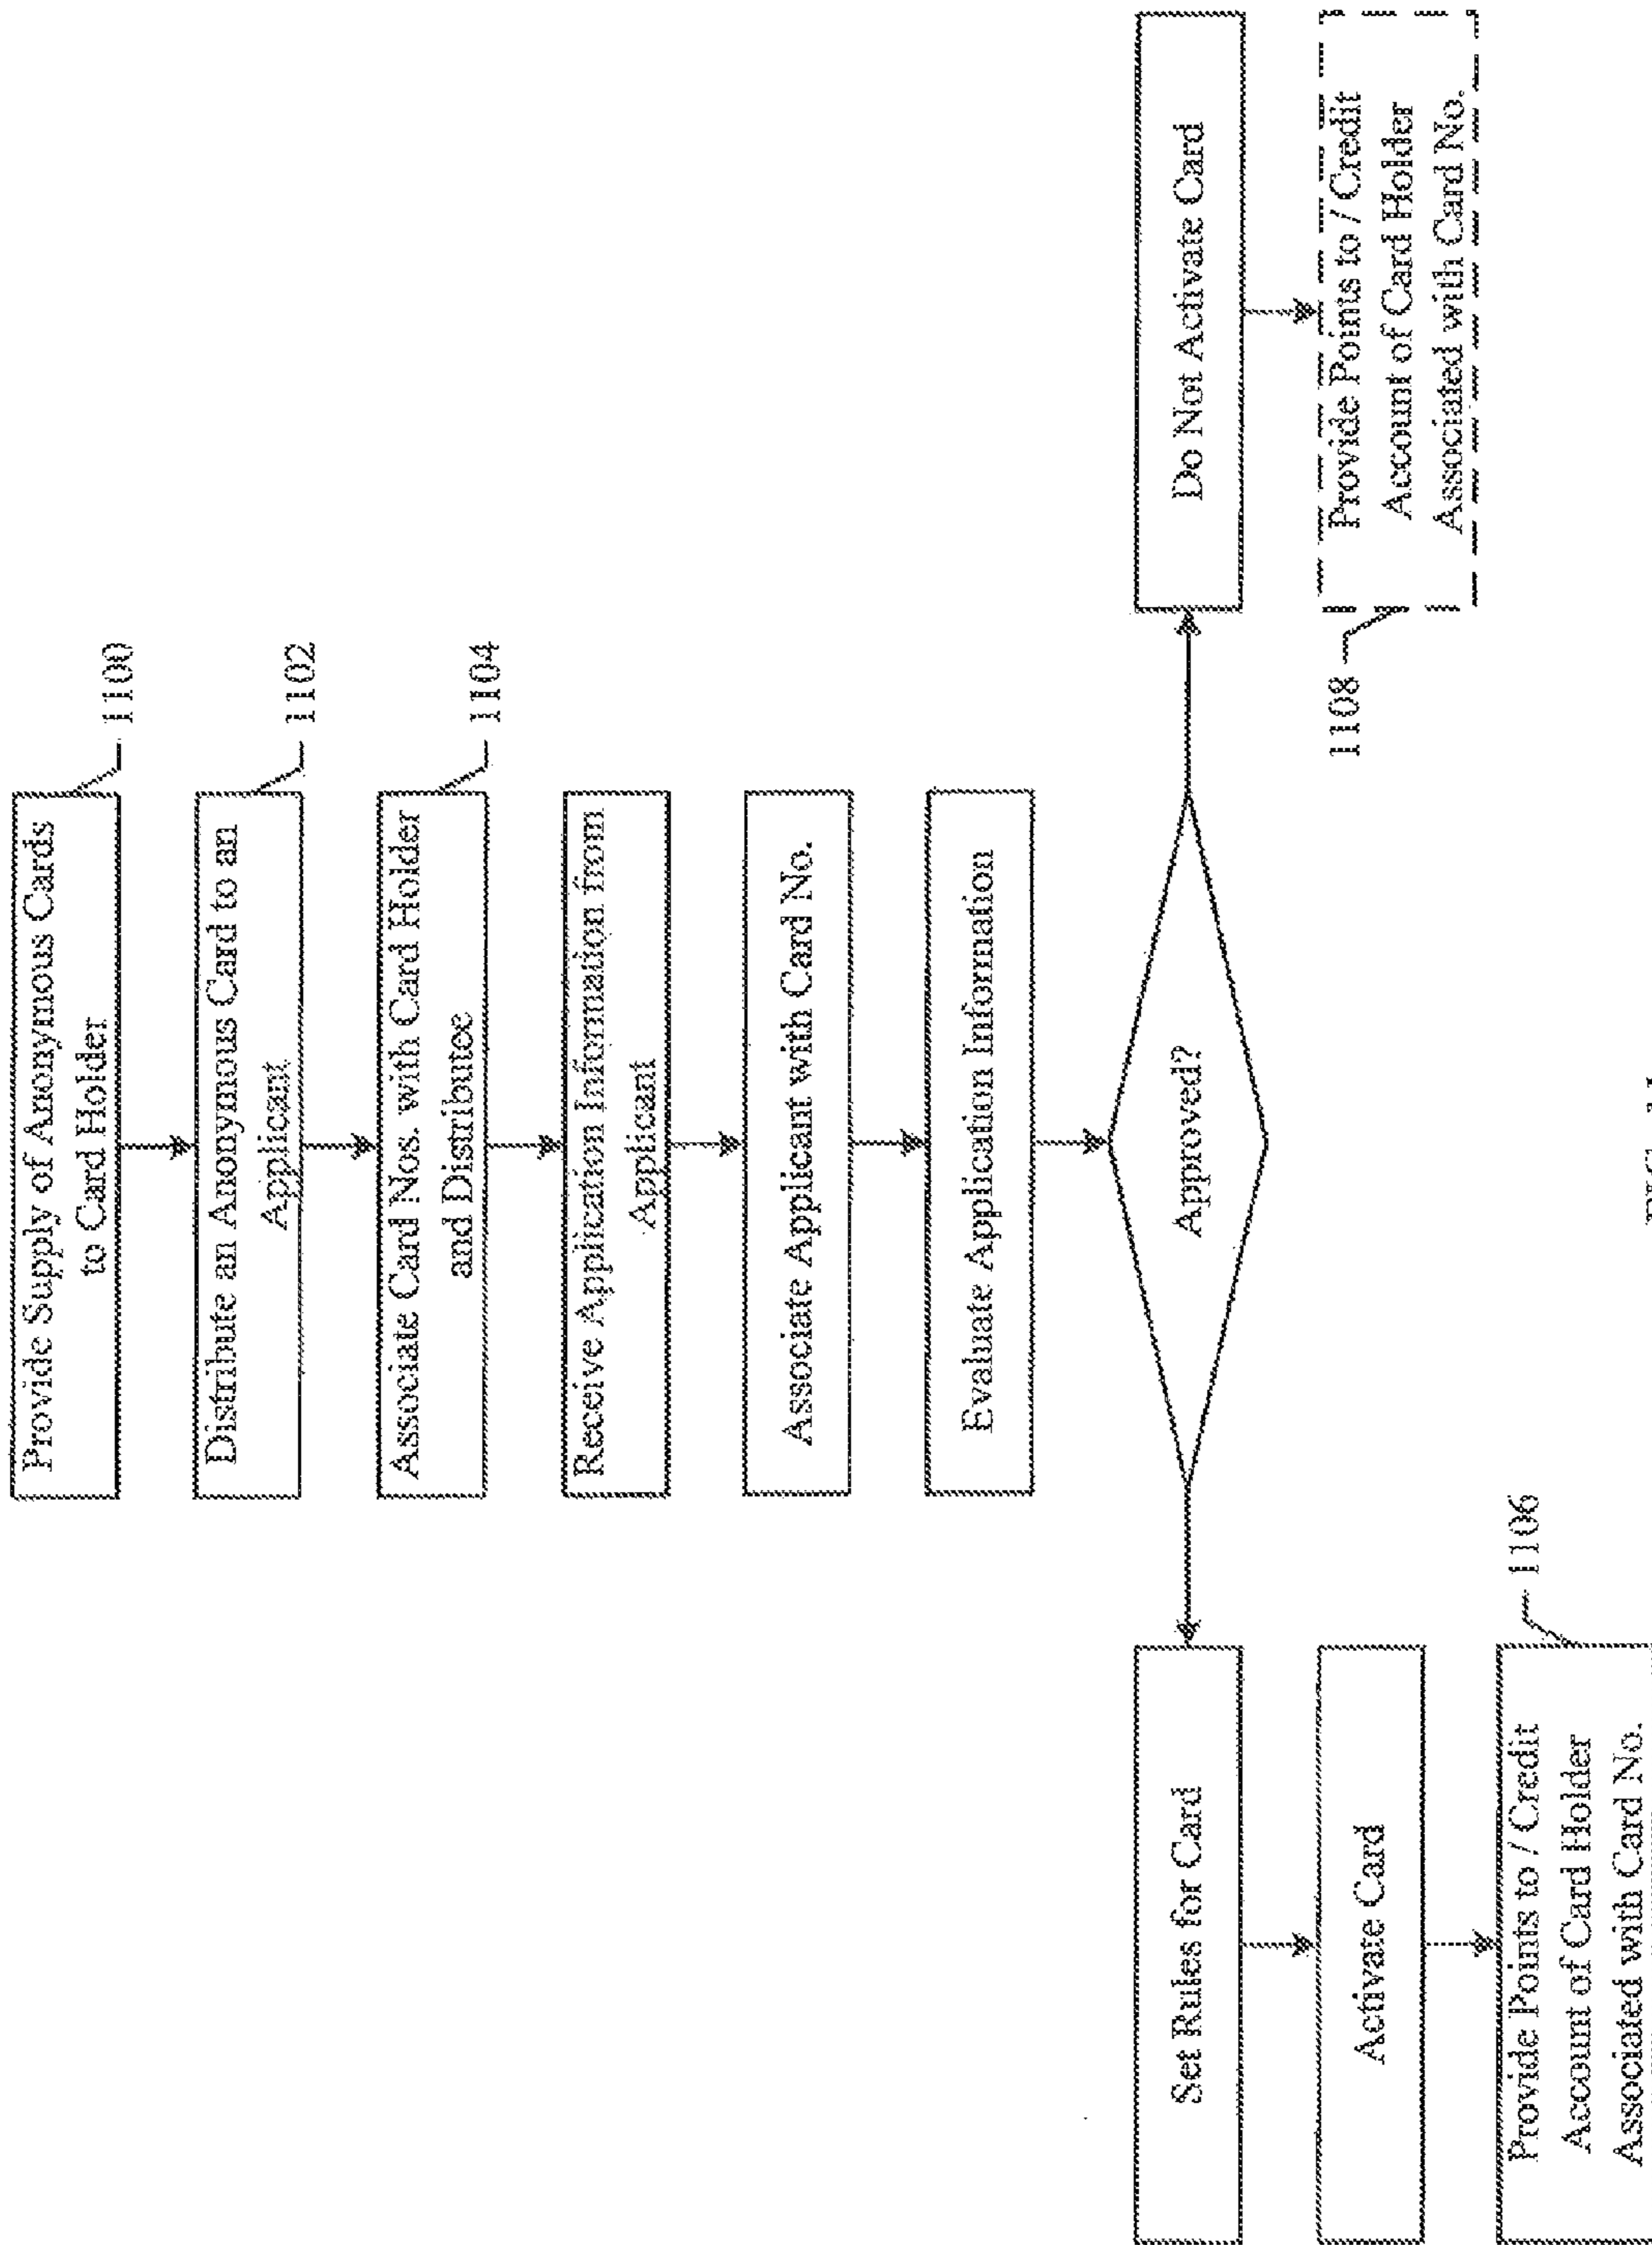 Provide Supply of Anonymous Cards
to Card Holder
1100
Distribute an Anonymous Card to an
Applicant
1102
Associate Card Nos. with Card Holder
and Distributee
1104
Receive Application Information from
Applicant
Associate Applicant with Card No.
Evaluate Application Information
Approved?
Set Rules for Card
Activate Card
Provide Points to / Credit
Account of Card Holder
Associated with Card No.
1106
Do Not Activate Card
Provide Points to / Credit
Account of Card Holder
Associated with Card No.
1108